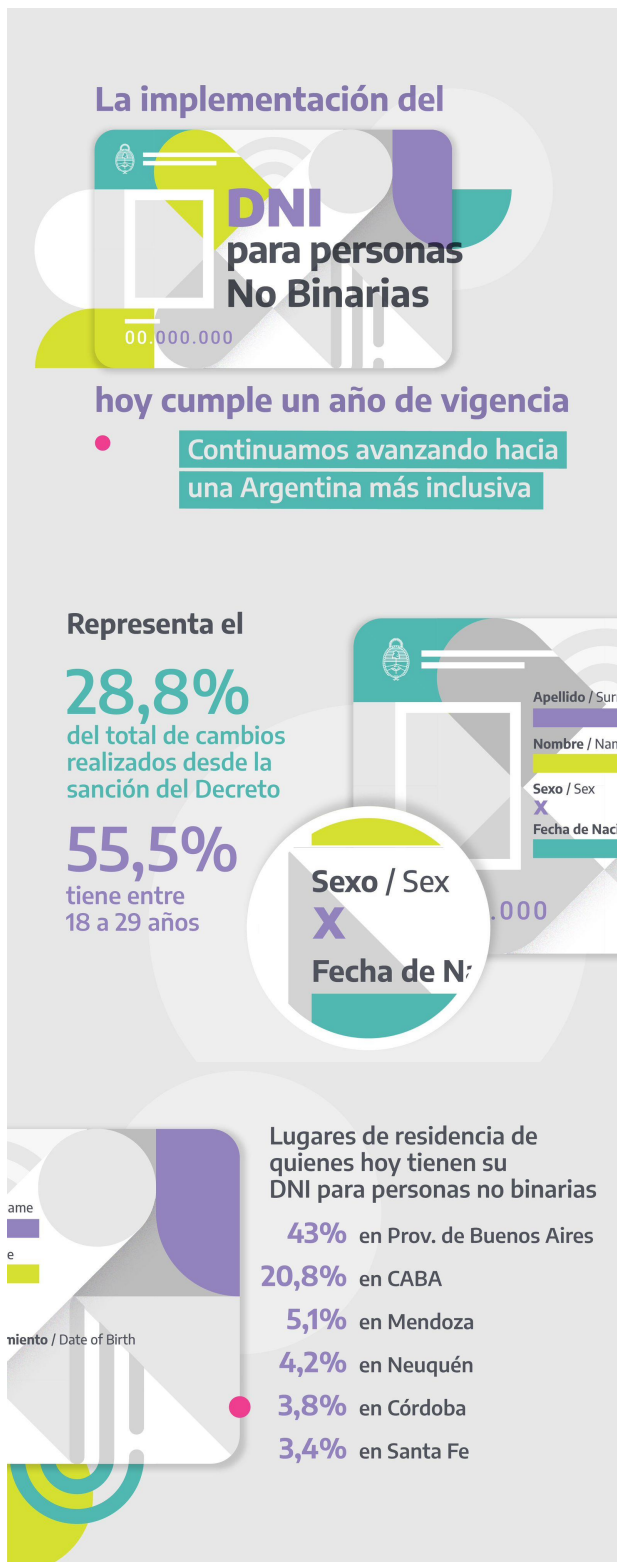 La implementación del
DNI
para personas
No Binarias
00.000.000
hoy cumple un año de vigencia
Continuamos avanzando hacia
una Argentina más inclusiva
Representa el
28,8%
del total de cambios
realizados desde la
sanción del Decreto
55,5%
tiene entre
18 a 29 años
Apellido / Sur
Nombre / Nam
Sexo / Sex
X
Fecha de Naci
.000
Sexo / Sex
X
Fecha de Na
ame
e
miento / Date of Birth
Lugares de residencia de
quienes hoy tienen su
DNI para personas no binarias
43% en Prov. de Buenos Aires
20,8% en CABA
5,1% en Mendoza
4,2% en Neuquén
3,8% en Córdoba
3,4% en Santa Fe